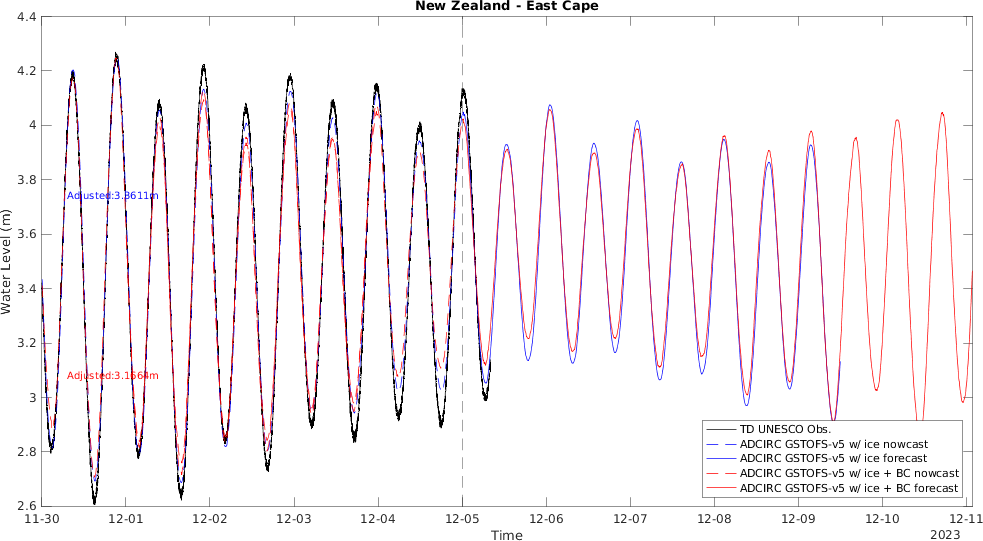 New Zealand - East Cape
4.4
4.2
4
3.8
3.6
3.4
3.2
3
2.8
2.6
Water Level (m)
Adjusted:3.3611m
Adjusted:3.1664m
TD UNESCO Obs.
ADCIRC GSTOFS-v5 w/ ice nowcast
ADCIRC GSTOFS-v5 w/ ice forecast
ADCIRC GSTOFS-v5 w/ ice + BC nowcast
ADCIRC GSTOFS-v5 w/ ice + BC forecast
11-30 12-01 12-02 12-03 12-04 12-05 12-06 12-07 12-08 12-09 12-10 12-11
Time
2023